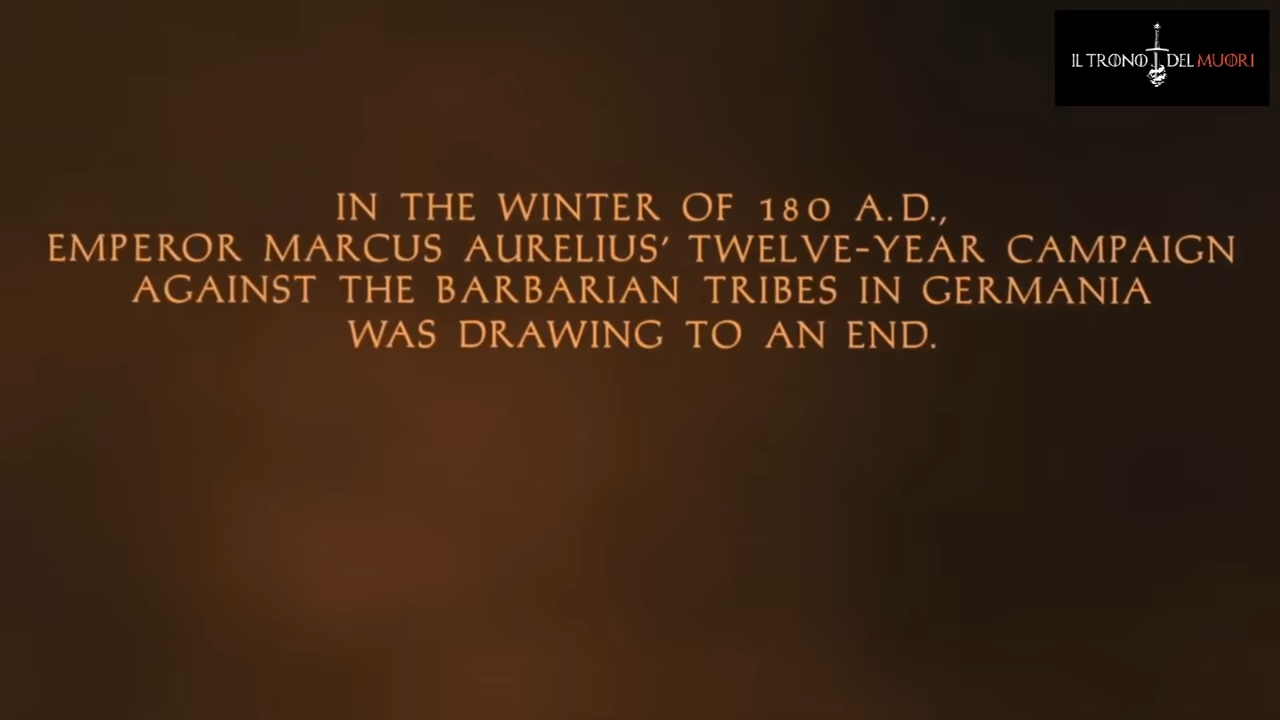 IL TRONO DEL MUORI
IN THE WINTER OF 180 A.D.,
EMPEROR MARCUS AURELIUS' TWELVE-YEAR CAMPAIGN
AGAINST THE BARBARIAN TRIBES IN GERMANIA
WAS DRAWING TO AN END.